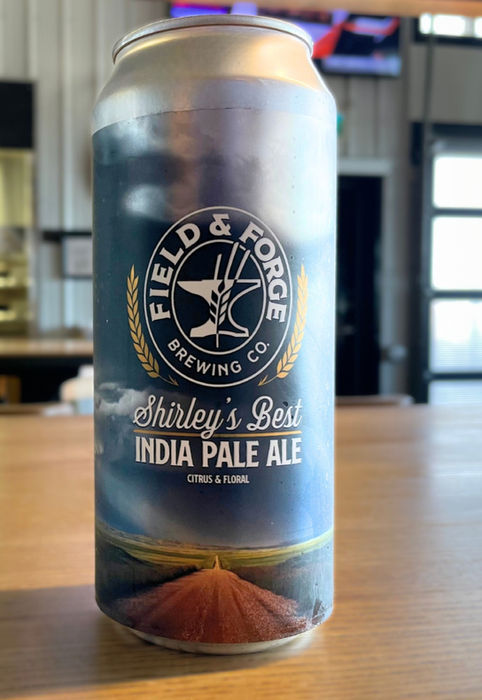 FIELD & FORGE
BREWING CO.
Shirley's Best
INDIA PALE ALE
CITRUS & FLORAL